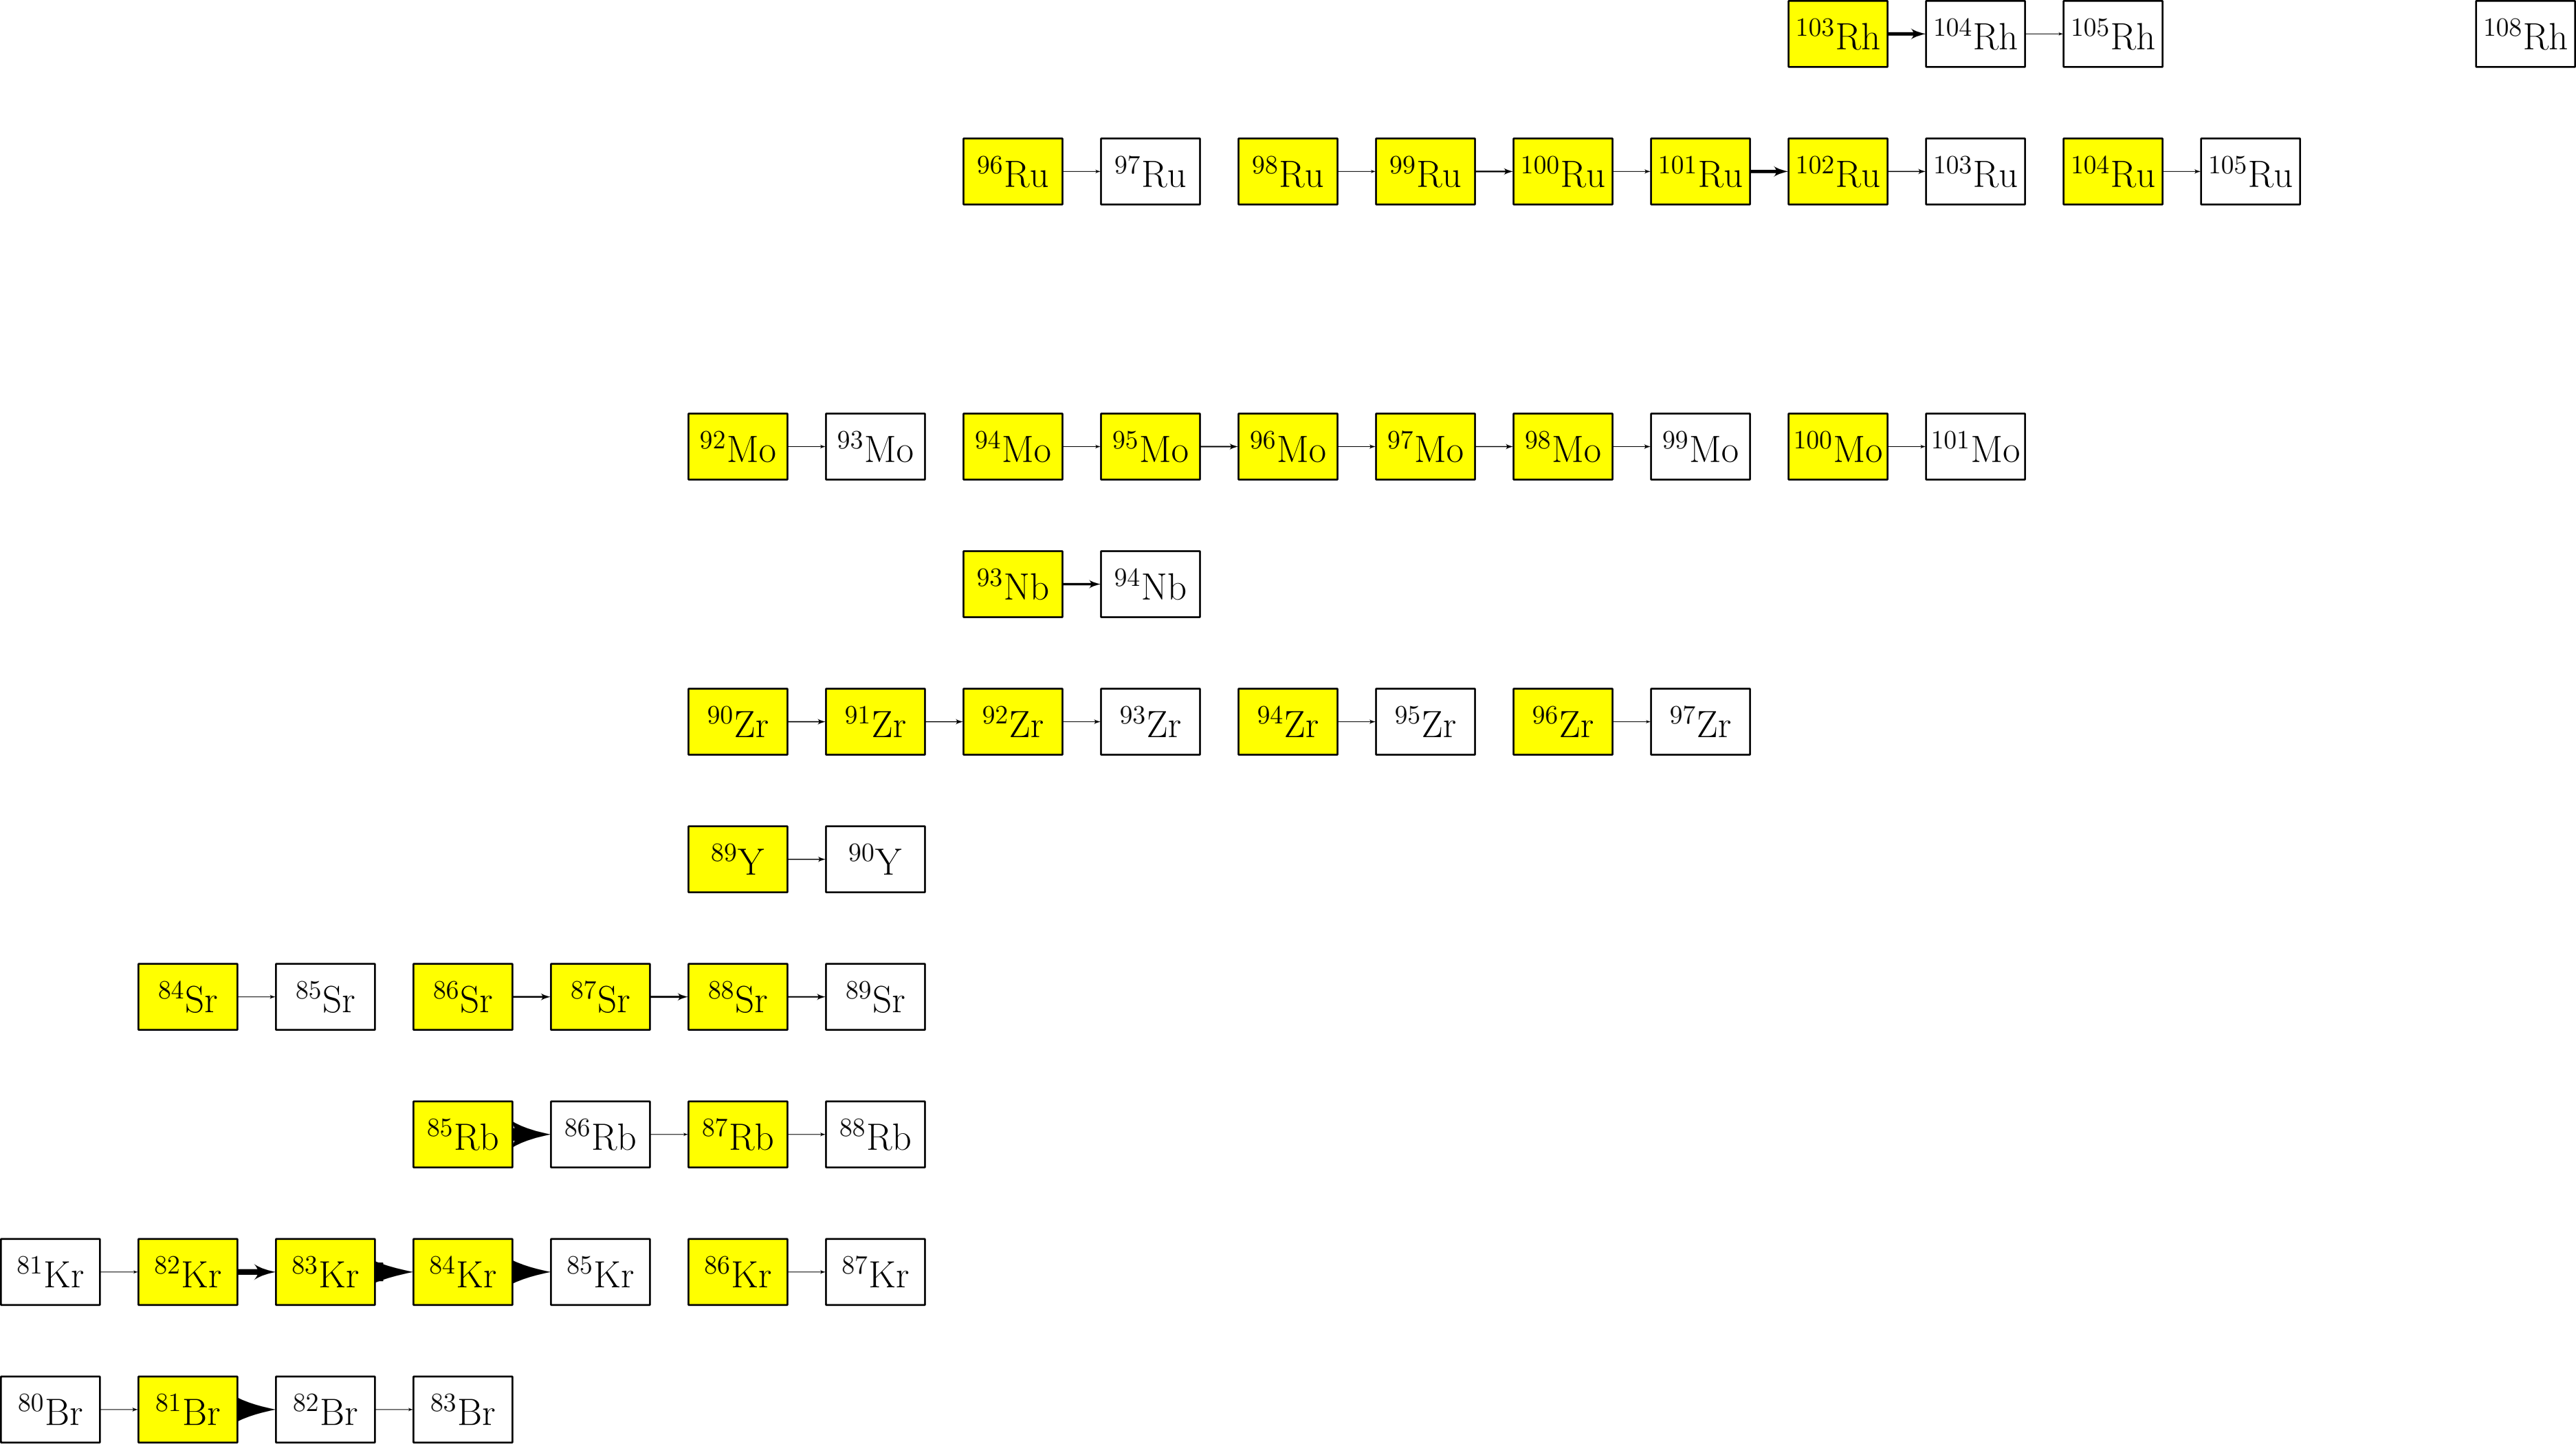 ¹⁰³Rh ¹⁰⁴Rh ¹⁰⁵Rh ¹⁰⁸Rh
⁹⁶Ru ⁹⁷Ru ⁹⁸Ru ⁹⁹Ru ¹⁰⁰Ru ¹⁰¹Ru ¹⁰²Ru ¹⁰³Ru ¹⁰⁴Ru ¹⁰⁵Ru
⁹²Mo ⁹³Mo ⁹⁴Mo ⁹⁵Mo ⁹⁶Mo ⁹⁷Mo ⁹⁸Mo ⁹⁹Mo ¹⁰⁰Mo ¹⁰¹Mo
⁹³Nb ⁹⁴Nb
⁹⁰Zr ⁹¹Zr ⁹²Zr ⁹³Zr ⁹⁴Zr ⁹⁵Zr ⁹⁶Zr ⁹⁷Zr
⁸⁹Y ⁹⁰Y
⁸⁴Sr ⁸⁵Sr ⁸⁶Sr ⁸⁷Sr ⁸⁸Sr ⁸⁹Sr
⁸⁵Rb ⁸⁶Rb ⁸⁷Rb ⁸⁸Rb
⁸¹Kr ⁸²Kr ⁸³Kr ⁸⁴Kr ⁸⁵Kr ⁸⁶Kr ⁸⁷Kr
⁸⁰Br ⁸¹Br ⁸²Br ⁸³Br